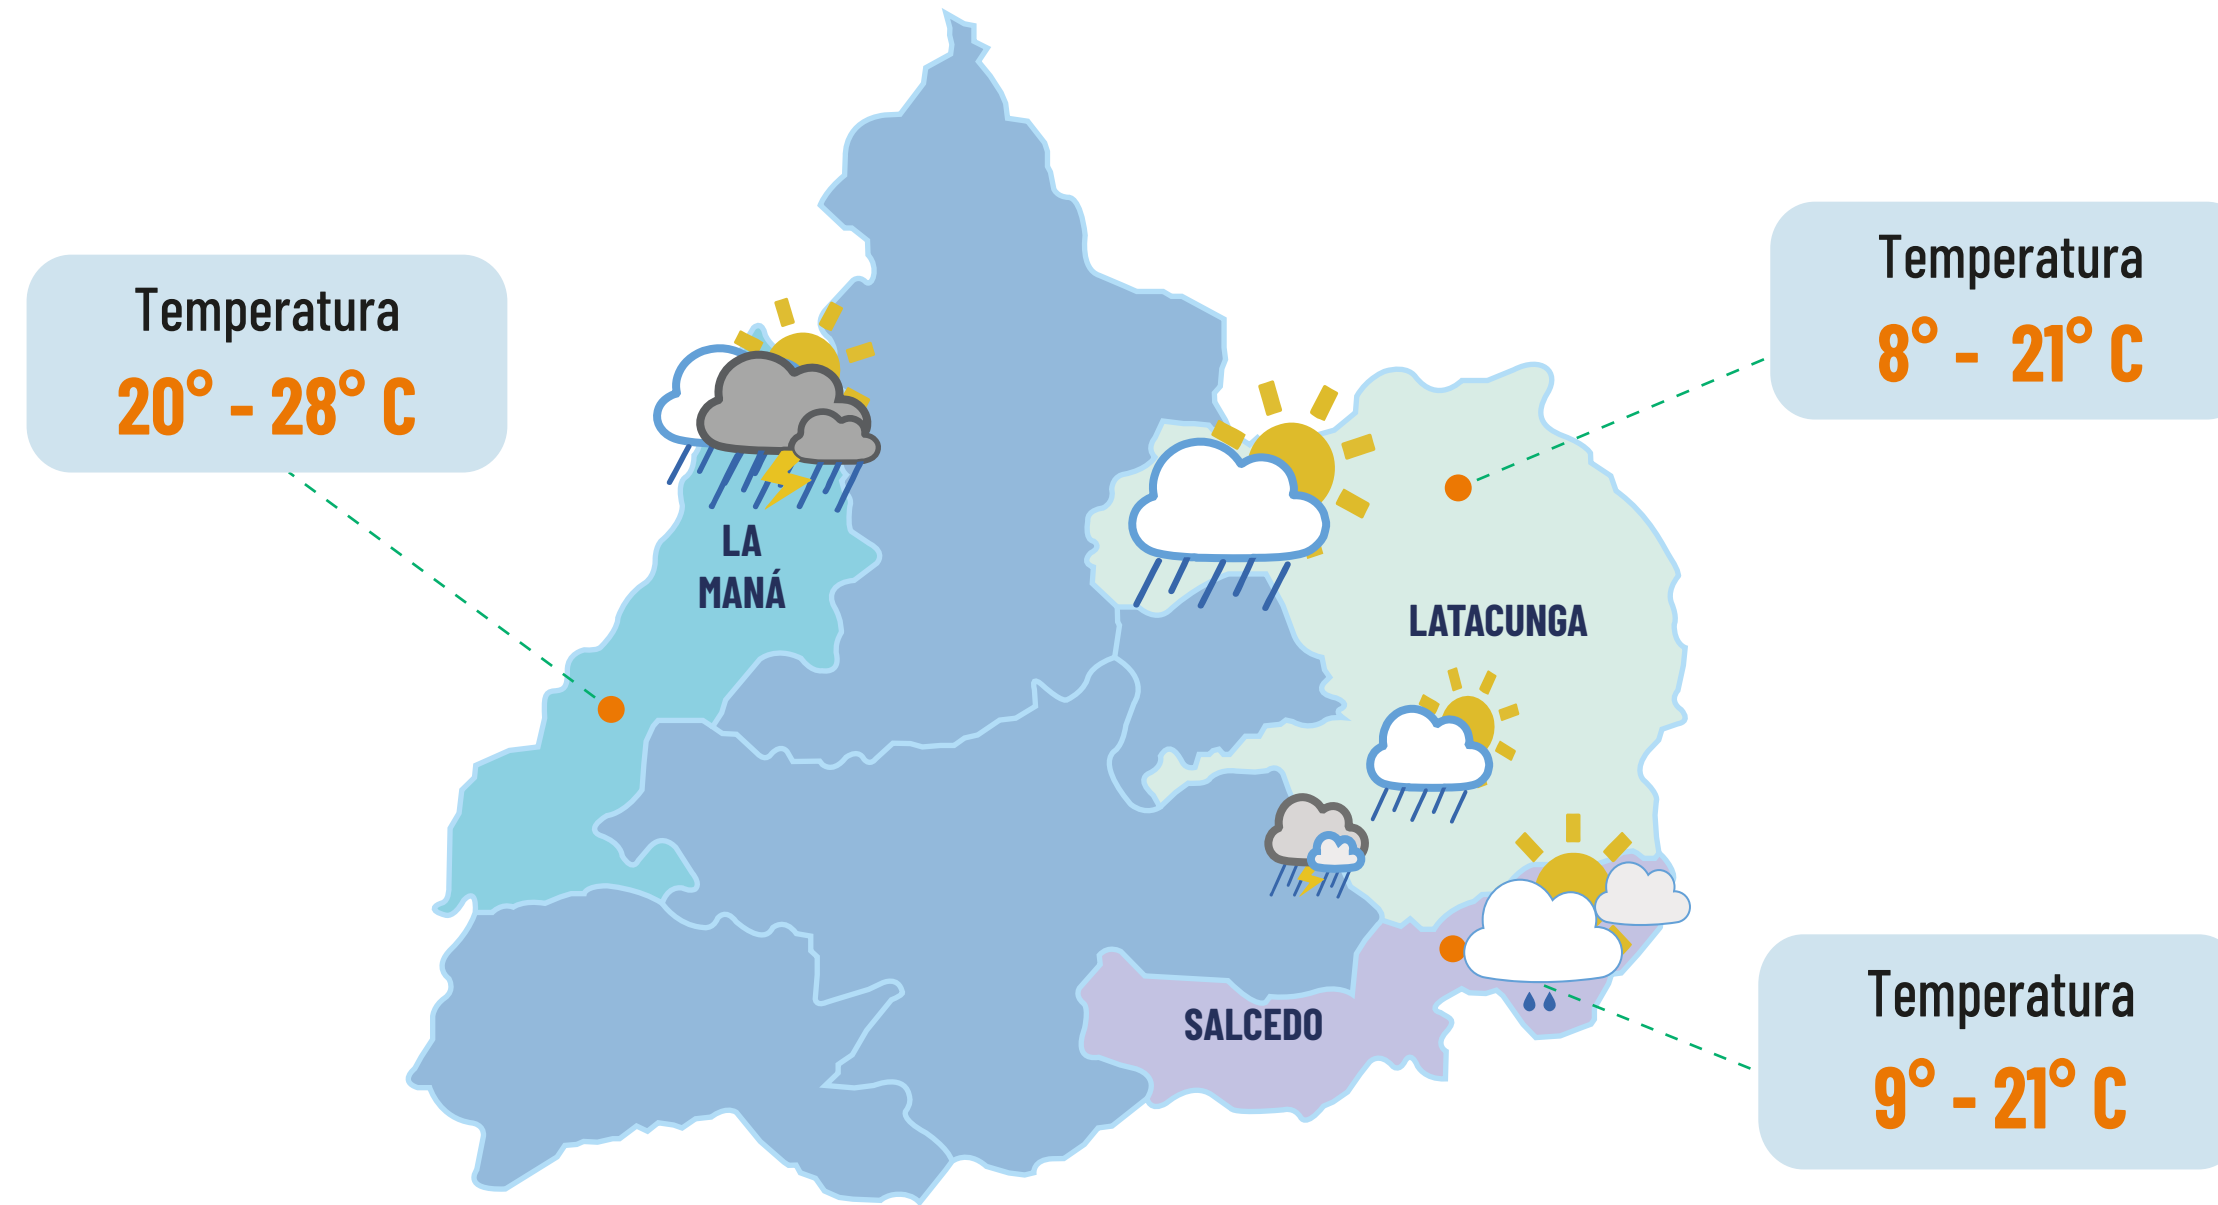 Temperatura
20° - 28° C
Temperatura
8° - 21° C
LA
MANÁ
LATACUNGA
SALCEDO
Temperatura
9° - 21° C